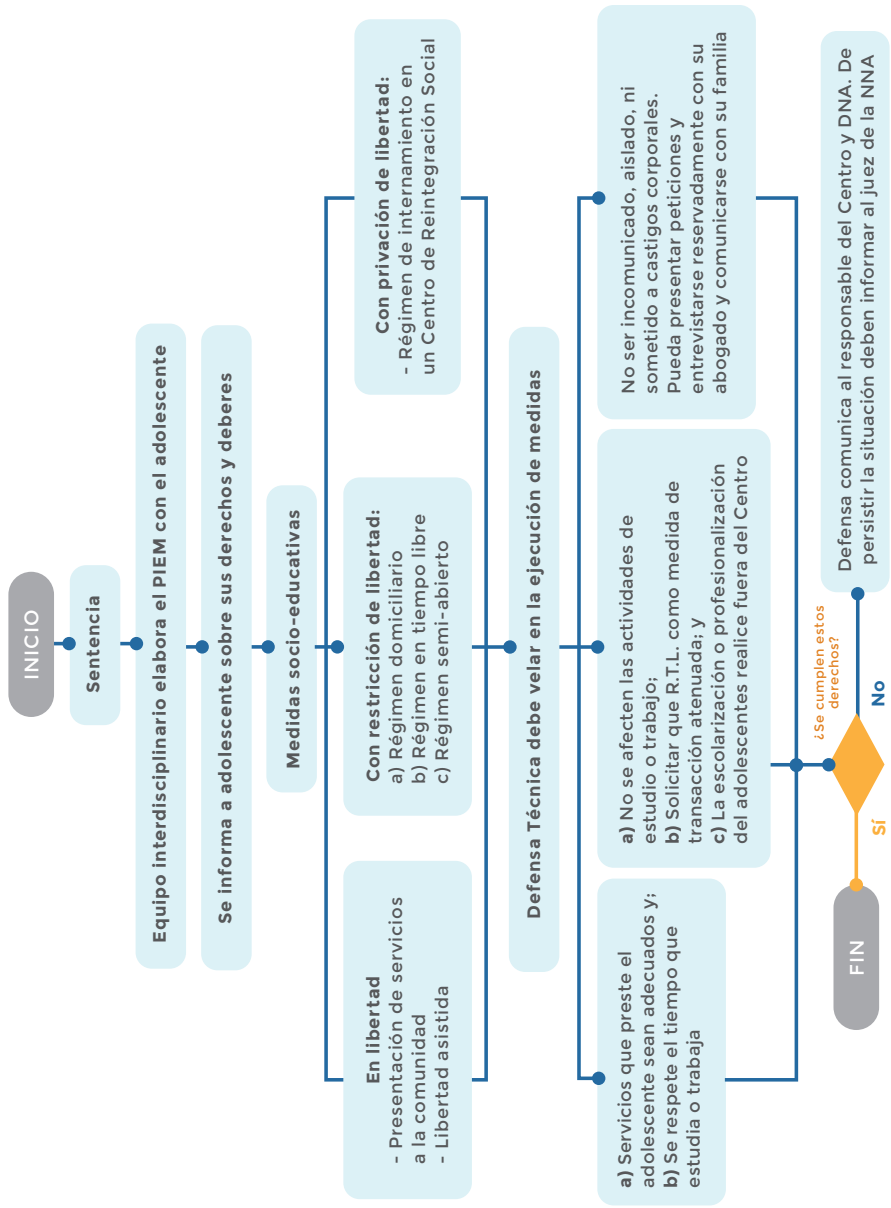 INICIO
Sentencia
Equipo interdisciplinario elabora el PIEM con el adolescente
Se informa a adolescente sobre sus derechos y deberes
Medidas socio-educativas
En libertad
- Presentación de servicios
a la comunidad
- Libertad asistida
Con restricción de libertad:
a) Régimen domiciliario
b) Régimen en tiempo libre
c) Régimen semi-abierto
Con privación de libertad:
- Régimen de internamiento en
un Centro de Reintegración Social
Defensa Técnica debe velar en la ejecución de medidas
a) Servicios que preste el
adolescente sean adecuados y;
b) Se respete el tiempo que
estudia o trabaja
a) No se afecten las actividades de
estudio o trabajo;
b) Solicitar que R.T.L. como medida de
transacción atenuada; y
c) La escolarización o profesionalización
del adolescentes realice fuera del Centro
No ser incomunicado, aislado, ni
sometido a castigos corporales.
Pueda presentar peticiones y
entrevistarse reservadamente con su
abogado y comunicarse con su familia
¿Se cumplen estos
derechos?
Sí
No
FIN
Defensa comunica al responsable del Centro y DNA. De
persistir la situación deben informar al juez de la NNA